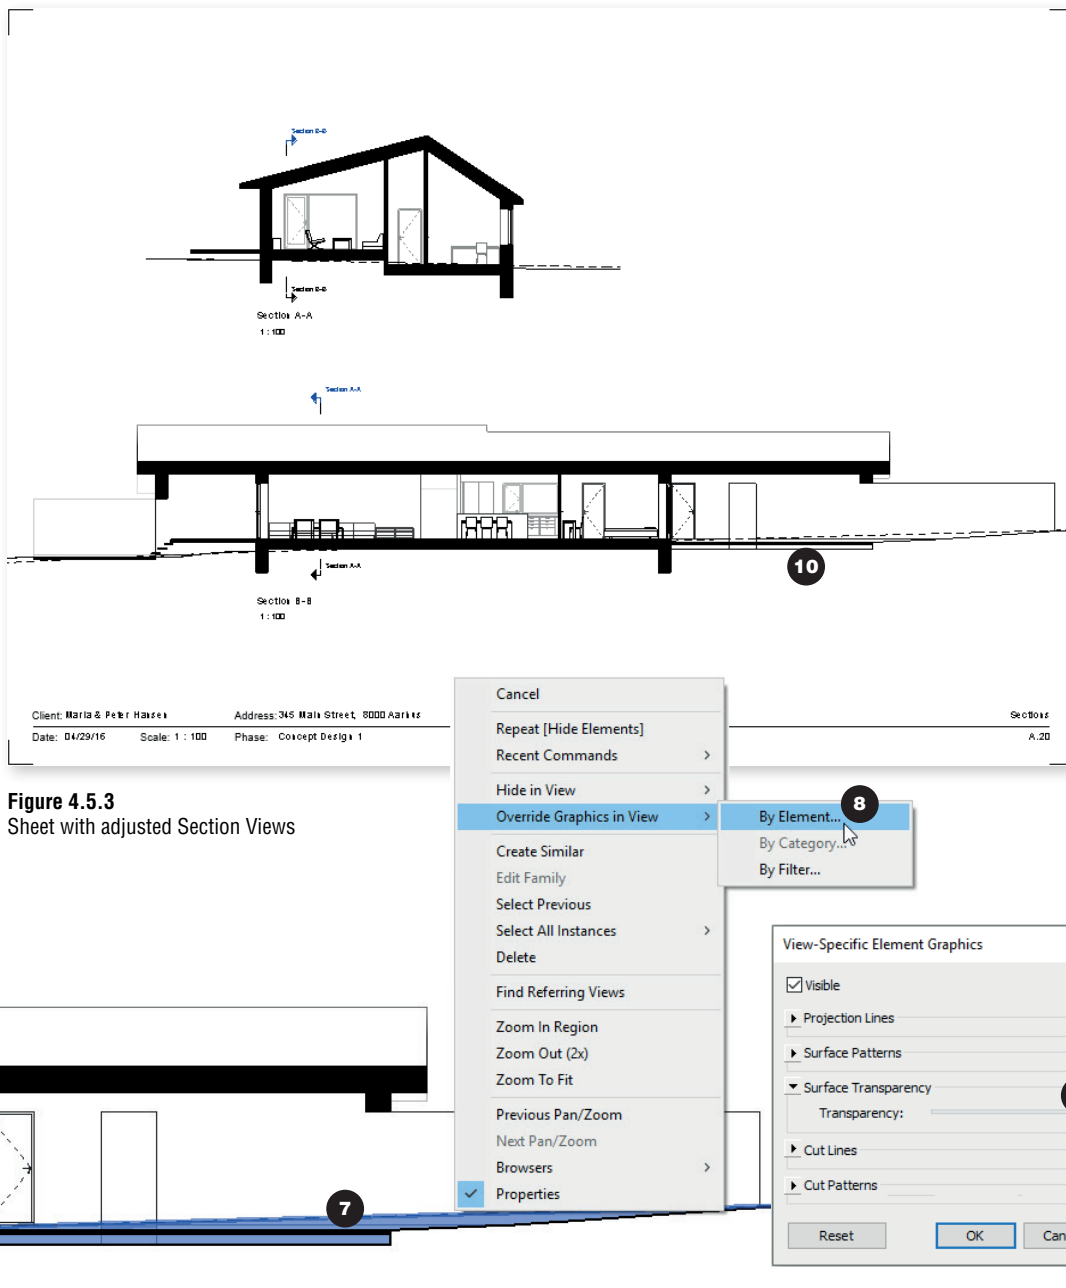 Section B-B
Section B-B
Section A-A
1 : 100
Section A-A
Section A-A
10
Section B-B
1 : 100
Client: Maria & Peter Hansen
Address: 345 Main Street, 8000 Aarhus
Sections
Date: 04/29/16
Scale: 1 : 100
Phase: Concept Design 1
A.20
Figure 4.5.3
Sheet with adjusted Section Views
Cancel
Repeat [Hide Elements]
Recent Commands
Hide in View
Override Graphics in View
Create Similar
Edit Family
Select Previous
Select All Instances
Delete
Find Referring Views
Zoom In Region
Zoom Out (2x)
Zoom To Fit
Previous Pan/Zoom
Next Pan/Zoom
Browsers
Properties
8
By Element...
By Category...
By Filter...
View-Specific Element Graphics
Visible
Projection Lines
Surface Patterns
Surface Transparency
Transparency:
Cut Lines
Cut Patterns
Reset
OK
Can
7